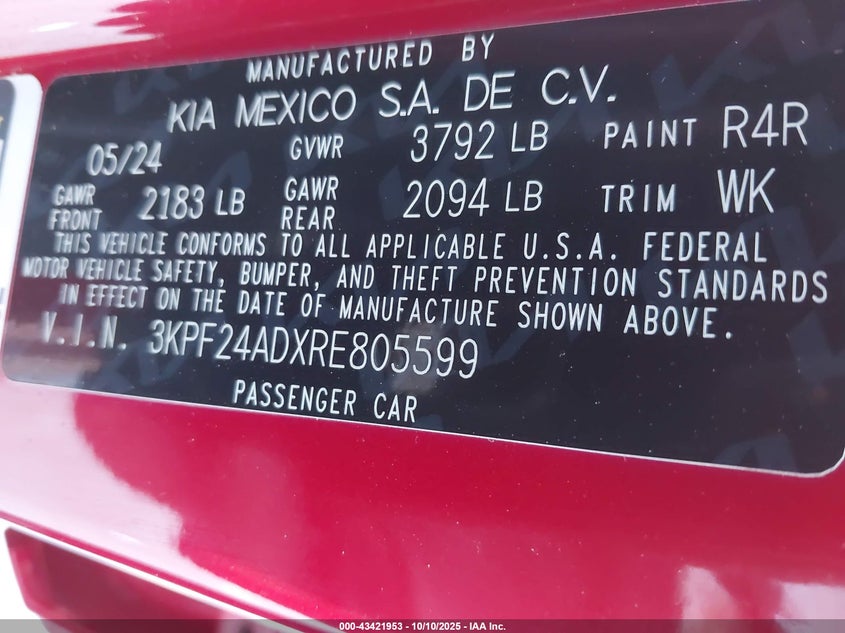 MANUFACTURED BY
KIA MEXICO S.A. DE C.V.
05/24 GVWR 3792 LB PAINT R4R
GAWR FRONT 2183 LB GAWR REAR 2094 LB TRIM WK
THIS VEHICLE CONFORMS TO ALL APPLICABLE U.S.A. FEDERAL
MOTOR VEHICLE SAFETY, BUMPER, AND THEFT PREVENTION STANDARDS
IN EFFECT ON THE DATE OF MANUFACTURE SHOWN ABOVE.
V.I.N. 3KPF24ADXRE805599
PASSENGER CAR
000-43421953 - 10/10/2025 - IAA Inc.